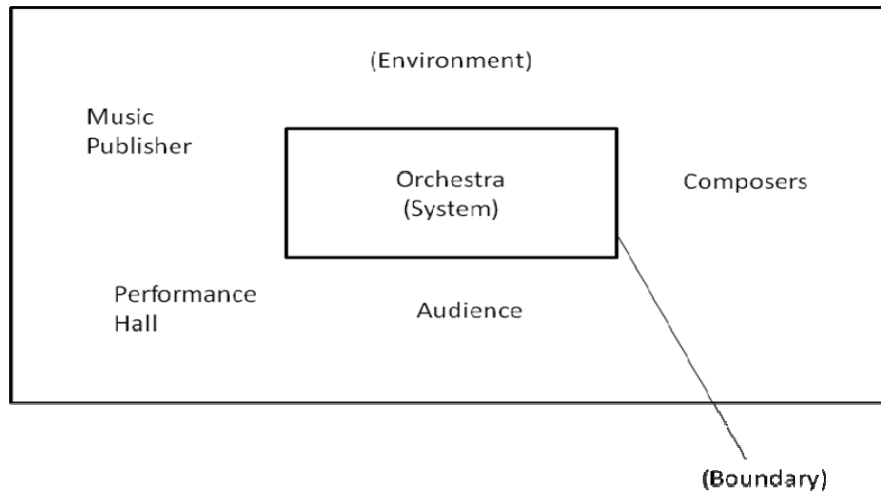 (Environment)
Music
Publisher
Orchestra
(System)
Composers
Performance
Hall
Audience
(Boundary)